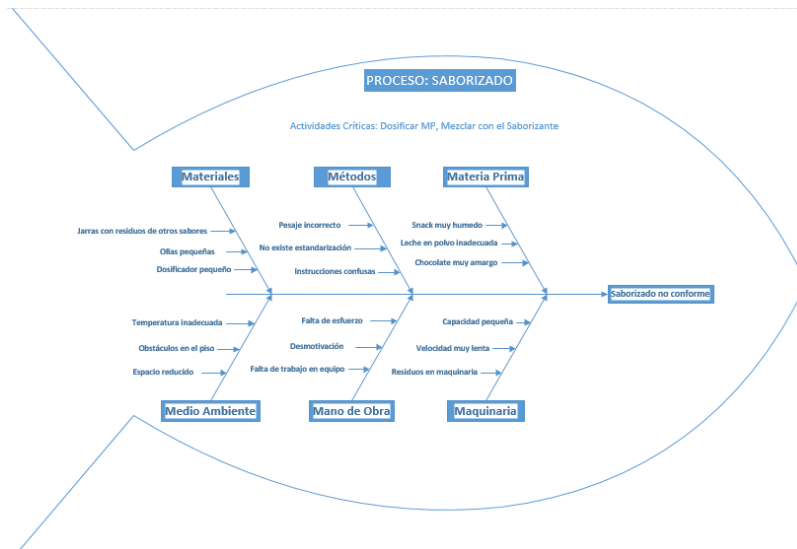 PROCESO: SABORIZADO
Actividades Críticas: Dosificar MP, Mezclar con el Saborizante
Materiales
Métodos
Materia Prima
Jarras con residuos de otros sabores
Ollas pequeñas
Dosificador pequeño
Pesaje incorrecto
No existe estandarización
Instrucciones confusas
Snack muy humedo
Leche en polvo inadecuada
Chocolate muy amargo
Saborizado no conforme
Temperatura inadecuada
Obstáculos en el piso
Espacio reducido
Falta de esfuerzo
Desmotivación
Falta de trabajo en equipo
Capacidad pequeña
Velocidad muy lenta
Residuos en maquinaria
Medio Ambiente
Mano de Obra
Maquinaria